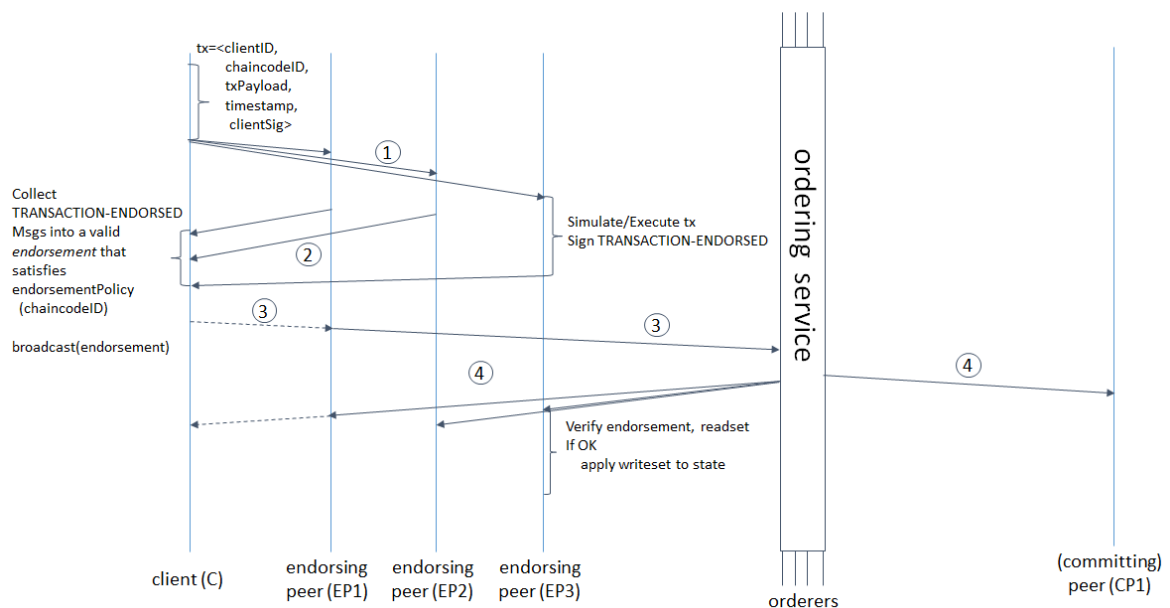 tx=<clientID,
chaincodeID,
txPayload,
timestamp,
clientSig>
1
Collect
TRANSACTION-ENDORSED
Msgs into a valid
endorsement that
satisfies
endorsementPolicy
(chaincodeID)
broadcast(endorsement)
2
Simulate/Execute tx
Sign TRANSACTION-ENDORSED
3
3
ordering service
4
4
Verify endorsement, readset
If OK
apply writeset to state
client (C)
endorsing
peer (EP1)
endorsing
peer (EP2)
endorsing
peer (EP3)
orderers
(committing)
peer (CP1)